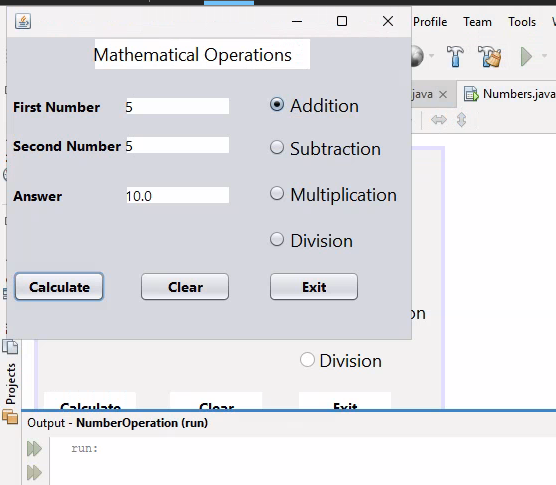 Profile Team Tools
Mathematical Operations
.java Numbers.java
First Number 5 Addition
Second Number 5 Subtraction
Answer 10.0 Multiplication
Division
Calculate Clear Exit
on
Division
Calculate Clear Exit
Projects
Output - NumberOperation (run)
run: